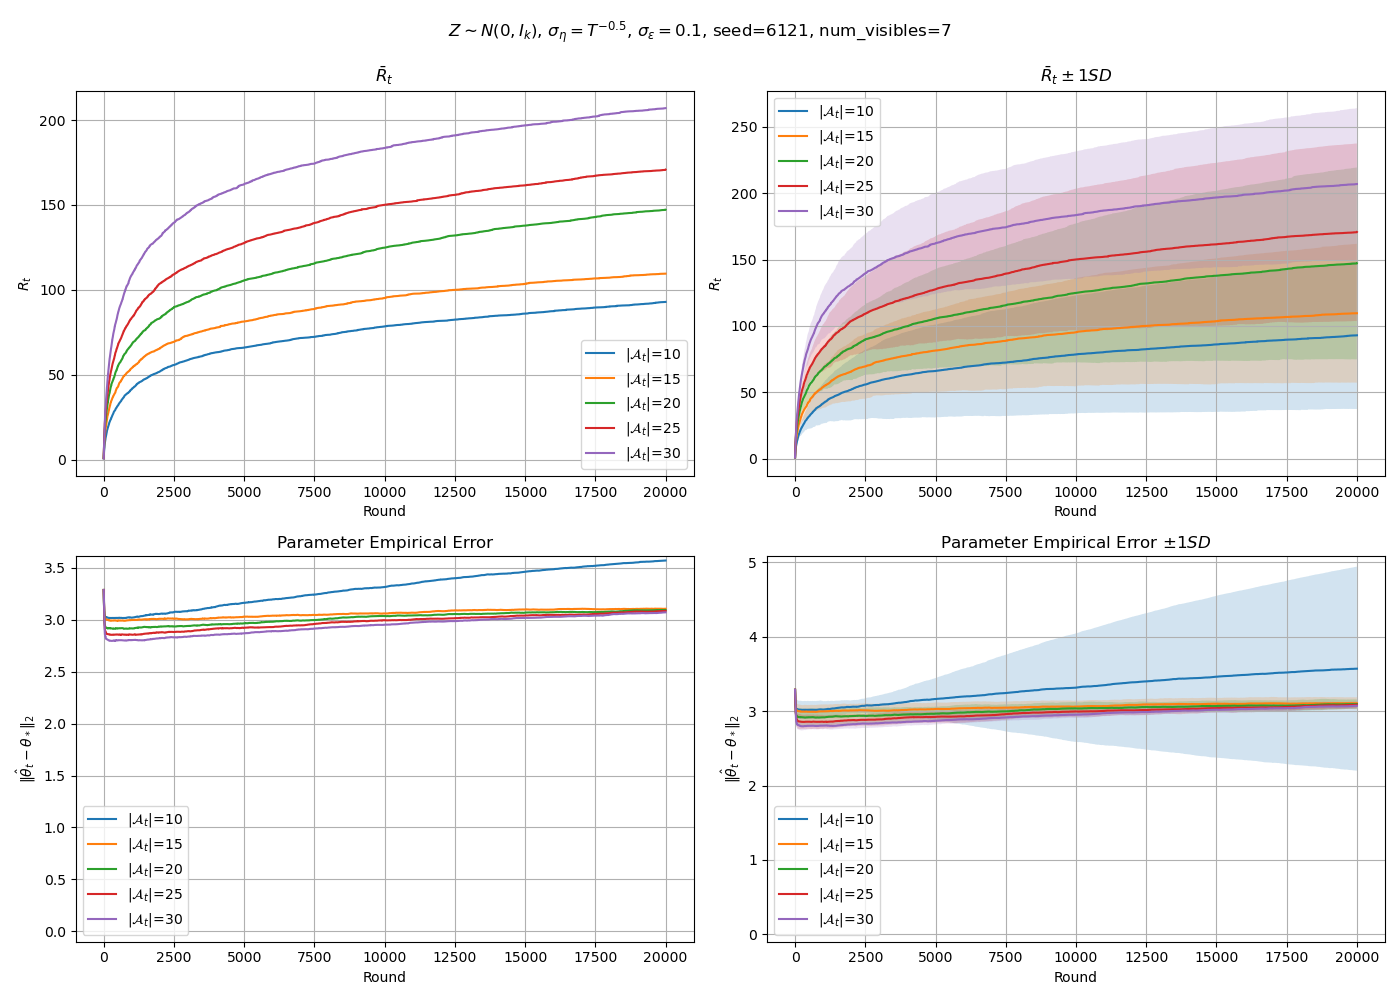 Z ∼ N(0, I_k), σ_η = T^{−0.5}, σ_ε = 0.1, seed=6121, num_visibles=7
R̄_t
R_t
200
150
100
50
0
|𝒜_t|=10
|𝒜_t|=15
|𝒜_t|=20
|𝒜_t|=25
|𝒜_t|=30
0 2500 5000 7500 10000 12500 15000 17500 20000
Round
R̄_t ± 1SD
R_t
250
200
150
100
50
0
|𝒜_t|=10
|𝒜_t|=15
|𝒜_t|=20
|𝒜_t|=25
|𝒜_t|=30
0 2500 5000 7500 10000 12500 15000 17500 20000
Round
Parameter Empirical Error
‖θ̂_t − θ_*‖_2
3.5
3.0
2.5
2.0
1.5
1.0
0.5
0.0
|𝒜_t|=10
|𝒜_t|=15
|𝒜_t|=20
|𝒜_t|=25
|𝒜_t|=30
0 2500 5000 7500 10000 12500 15000 17500 20000
Round
Parameter Empirical Error ±1SD
‖θ̂_t − θ_*‖_2
5
4
3
2
1
0
|𝒜_t|=10
|𝒜_t|=15
|𝒜_t|=20
|𝒜_t|=25
|𝒜_t|=30
0 2500 5000 7500 10000 12500 15000 17500 20000
Round